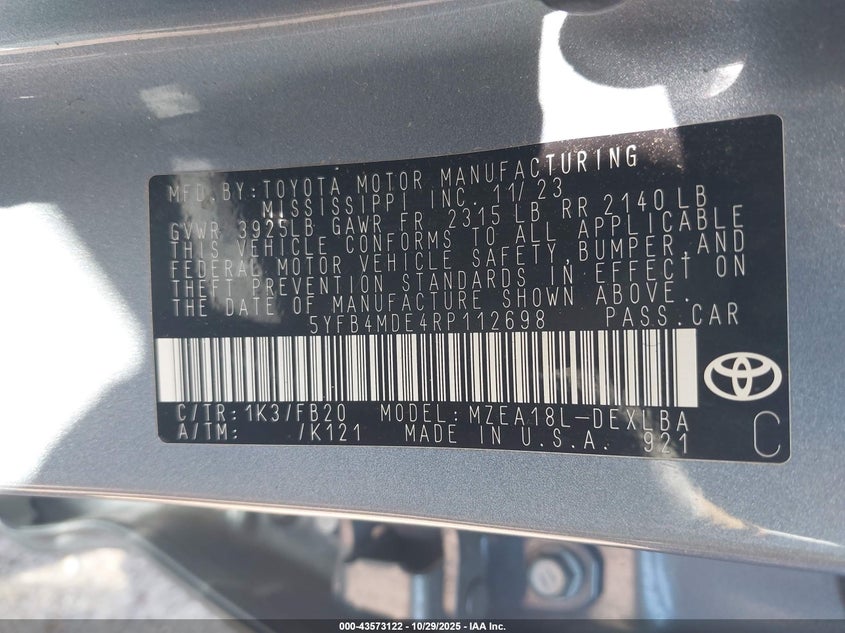 MFD.BY:TOYOTA MOTOR MANUFACTURING
MISSISSIPPI INC. 11/23
GVWR 3925LB GAWR FR 2315 LB RR 2140 LB
THIS VEHICLE CONFORMS TO ALL APPLICABLE
FEDERAL MOTOR VEHICLE SAFETY,BUMPER,AND
THEFT PREVENTION STANDARDS IN EFFECT ON
THE DATE OF MANUFACTURE SHOWN ABOVE.
5YFB4MDE4RP112698 PASS.CAR
C/TR:1K3/FB20 MODEL:MZEA18L-DEXLBA
A/TM: /K121 MADE IN U.S.A. 921
C
000-43573122 | 10/29/2025 - IAA Inc.